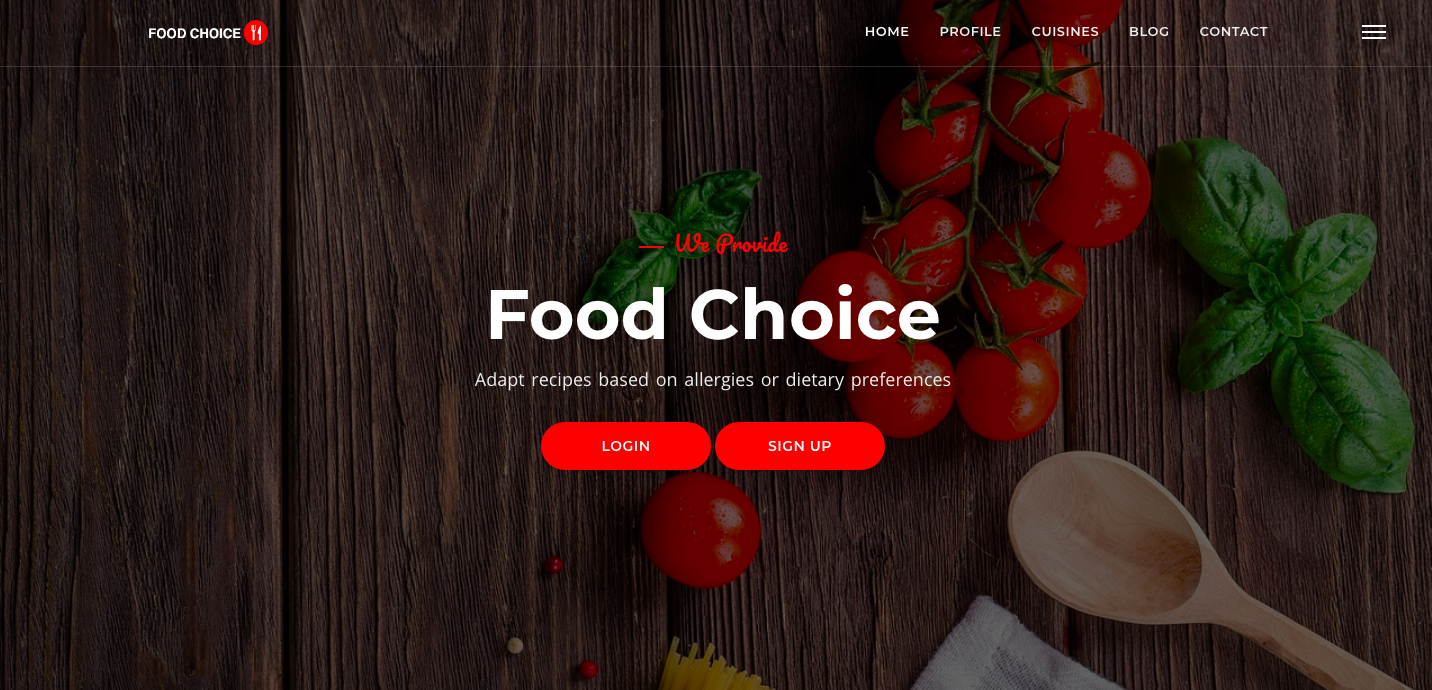 FOOD CHOICE
HOME PROFILE CUISINES BLOG CONTACT
We Provide
Food Choice
Adapt recipes based on allergies or dietary preferences
LOGIN SIGN UP